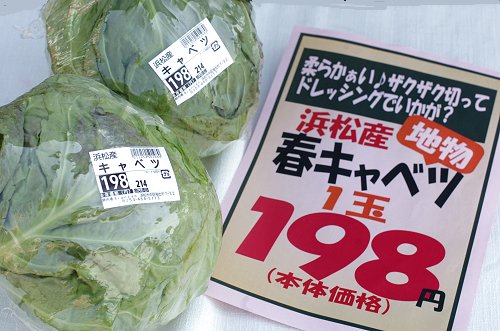 浜松産
キャベツ
198 214
浜松産
キャベツ
198 214
柔らかぁい♪ザクザク切って
ドレッシングでいかが?
浜松産 地物
春キャベツ
1玉
198円
(本体価格)